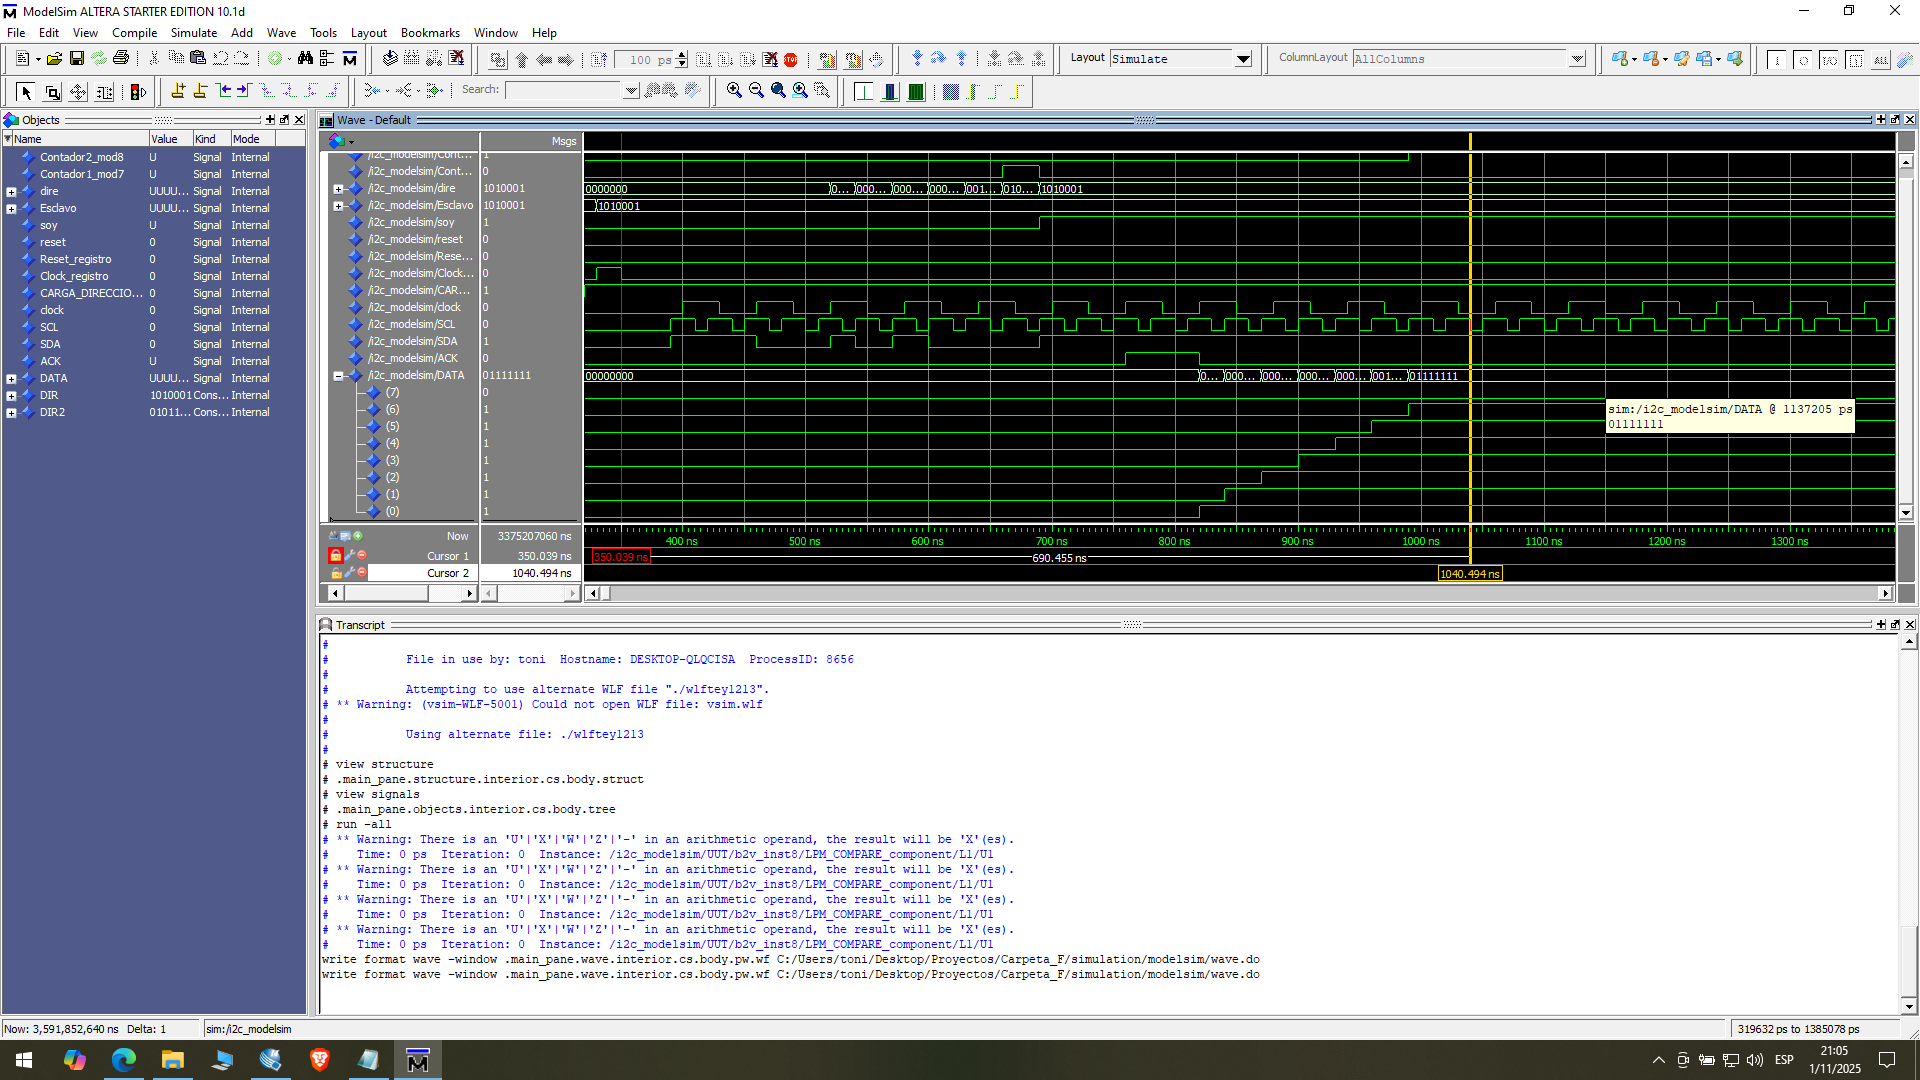 ModelSim ALTERA STARTER EDITION 10.1d
File Edit View Compile Simulate Add Wave Tools Layout Bookmarks Window Help
100 ps
Layout Simulate
ColumnLayout AllColumns
Search:
Objects
Name Value Kind Mode
Contador2_mod8 U Signal Internal
Contador1_mod7 U Signal Internal
dire UUUU... Signal Internal
Esclavo UUUU... Signal Internal
soy U Signal Internal
reset 0 Signal Internal
Reset_registro 0 Signal Internal
Clock_registro 0 Signal Internal
CARGA_DIRECCIO... 0 Signal Internal
clock 0 Signal Internal
SCL 0 Signal Internal
SDA 0 Signal Internal
ACK U Signal Internal
DATA UUUU... Signal Internal
DIR 1010001 Cons... Internal
DIR2 01011... Cons... Internal
Wave - Default
Msgs
/i2c_modelsim/Cont... 1
/i2c_modelsim/Cont... 0
/i2c_modelsim/dire 1010001 0000000 0... 000... 000... 000... 001... 010... 1010001
/i2c_modelsim/Esclavo 1010001 1010001
/i2c_modelsim/soy 1
/i2c_modelsim/reset 0
/i2c_modelsim/Rese... 0
/i2c_modelsim/Clock... 0
/i2c_modelsim/CAR... 1
/i2c_modelsim/clock 0
/i2c_modelsim/SCL 0
/i2c_modelsim/SDA 1
/i2c_modelsim/ACK 0
/i2c_modelsim/DATA 01111111 00000000 0... 000... 000... 000... 000... 001... 01111111
(7) 0
(6) 1
(5) 1
(4) 1
(3) 1
(2) 1
(1) 1
(0) 1
sim:/i2c_modelsim/DATA @ 1137205 ps
01111111
Now 3375207060 ns 400 ns 500 ns 600 ns 700 ns 800 ns 900 ns 1000 ns 1100 ns 1200 ns 1300 ns
Cursor 1 350.039 ns 350.039 ns 690.455 ns
Cursor 2 1040.494 ns 1040.494 ns
Transcript
#
# File in use by: toni Hostname: DESKTOP-QLQCISA ProcessID: 8656
#
# Attempting to use alternate WLF file "./wlftey1213".
# ** Warning: (vsim-WLF-5001) Could not open WLF file: vsim.wlf
#
# Using alternate file: ./wlftey1213
#
# view structure
# .main_pane.structure.interior.cs.body.struct
# view signals
# .main_pane.objects.interior.cs.body.tree
# run -all
# ** Warning: There is an 'U'|'X'|'W'|'Z'|'-' in an arithmetic operand, the result will be 'X'(es).
# Time: 0 ps Iteration: 0 Instance: /i2c_modelsim/UUT/b2v_inst8/LPM_COMPARE_component/L1/U1
# ** Warning: There is an 'U'|'X'|'W'|'Z'|'-' in an arithmetic operand, the result will be 'X'(es).
# Time: 0 ps Iteration: 0 Instance: /i2c_modelsim/UUT/b2v_inst8/LPM_COMPARE_component/L1/U1
# ** Warning: There is an 'U'|'X'|'W'|'Z'|'-' in an arithmetic operand, the result will be 'X'(es).
# Time: 0 ps Iteration: 0 Instance: /i2c_modelsim/UUT/b2v_inst8/LPM_COMPARE_component/L1/U1
# ** Warning: There is an 'U'|'X'|'W'|'Z'|'-' in an arithmetic operand, the result will be 'X'(es).
# Time: 0 ps Iteration: 0 Instance: /i2c_modelsim/UUT/b2v_inst8/LPM_COMPARE_component/L1/U1
write format wave -window .main_pane.wave.interior.cs.body.pw.wf C:/Users/toni/Desktop/Proyectos/Carpeta_F/simulation/modelsim/wave.do
write format wave -window .main_pane.wave.interior.cs.body.pw.wf C:/Users/toni/Desktop/Proyectos/Carpeta_F/simulation/modelsim/wave.do
Now: 3,591,852,640 ns Delta: 1 sim:/i2c_modelsim 319632 ps to 1385078 ps
ESP
21:05
1/11/2025